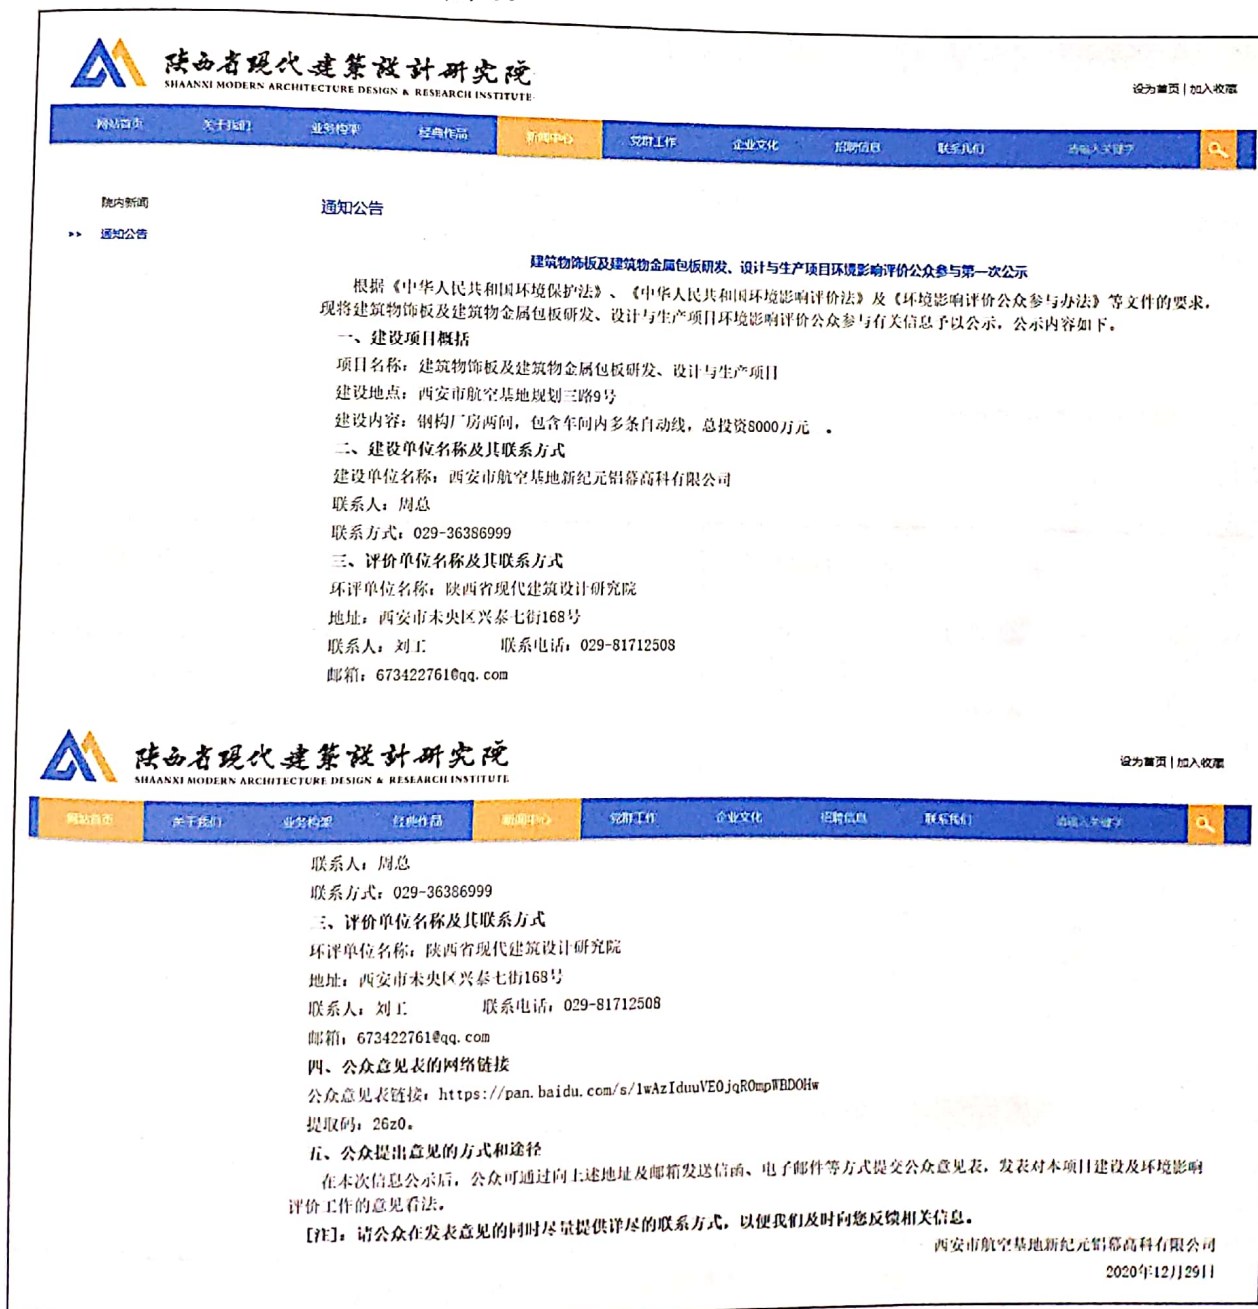 陕西省现代建筑设计研究院
SHAANXI MODERN ARCHITECTURE DESIGN & RESEARCH INSTITUTE
设为首页 | 加入收藏
网站首页 关于我们 业务构架 经典作品 新闻中心 党群工作 企业文化 招聘信息 联系我们 请输入关键字
院内新闻
通知公告
>> 通知公告
建筑物饰板及建筑物金属包板研发、设计与生产项目环境影响评价公众参与第一次公示
根据《中华人民共和国环境保护法》、《中华人民共和国环境影响评价法》及《环境影响评价公众参与办法》等文件的要求，
现将建筑物饰板及建筑物金属包板研发、设计与生产项目环境影响评价公众参与有关信息予以公示，公示内容如下。
一、建设项目概括
项目名称：建筑物饰板及建筑物金属包板研发、设计与生产项目
建设地点：西安市航空基地规划三路9号
建设内容：钢构厂房两间，包含车间内多条自动线，总投资8000万元 。
二、建设单位名称及其联系方式
建设单位名称：西安市航空基地新纪元铝幕高科有限公司
联系人：周总
联系方式：029-36386999
三、评价单位名称及其联系方式
环评单位名称：陕西省现代建筑设计研究院
地址：西安市未央区兴泰七街168号
联系人：刘工 联系电话：029-81712508
邮箱：673422761@qq.com
陕西省现代建筑设计研究院
SHAANXI MODERN ARCHITECTURE DESIGN & RESEARCH INSTITUTE
设为首页 | 加入收藏
网站首页 关于我们 业务构架 经典作品 新闻中心 党群工作 企业文化 招聘信息 联系我们 请输入关键字
联系人：周总
联系方式：029-36386999
三、评价单位名称及其联系方式
环评单位名称：陕西省现代建筑设计研究院
地址：西安市未央区兴泰七街168号
联系人：刘工 联系电话：029-81712508
邮箱：673422761@qq.com
四、公众意见表的网络链接
公众意见表链接：https://pan.baidu.com/s/1wAzIduuVE0jqR0mpWBDOHw
提取码：26z0。
五、公众提出意见的方式和途径
在本次信息公示后，公众可通过向上述地址及邮箱发送信函、电子邮件等方式提交公众意见表，发表对本项目建设及环境影响
评价工作的意见看法。
[注]：请公众在发表意见的同时尽量提供详尽的联系方式，以便我们及时向您反馈相关信息。
西安市航空基地新纪元铝幕高科有限公司
2020年12月29日